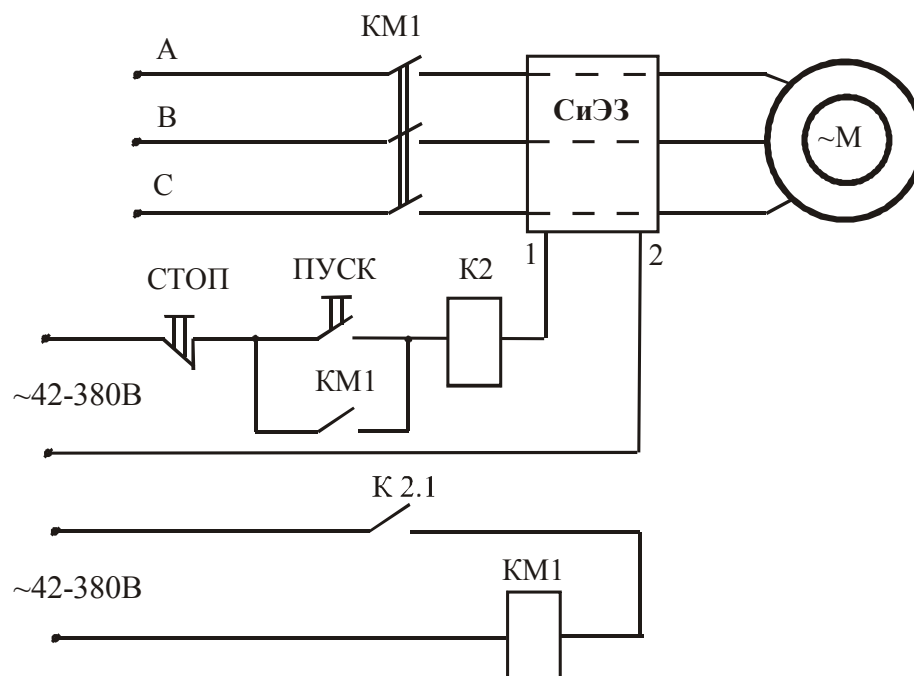 КМ1
А
СиЭЗ
В
~М
С
1 2
СТОП
ПУСК
К2
КМ1
~42-380В
К 2.1
КМ1
~42-380В